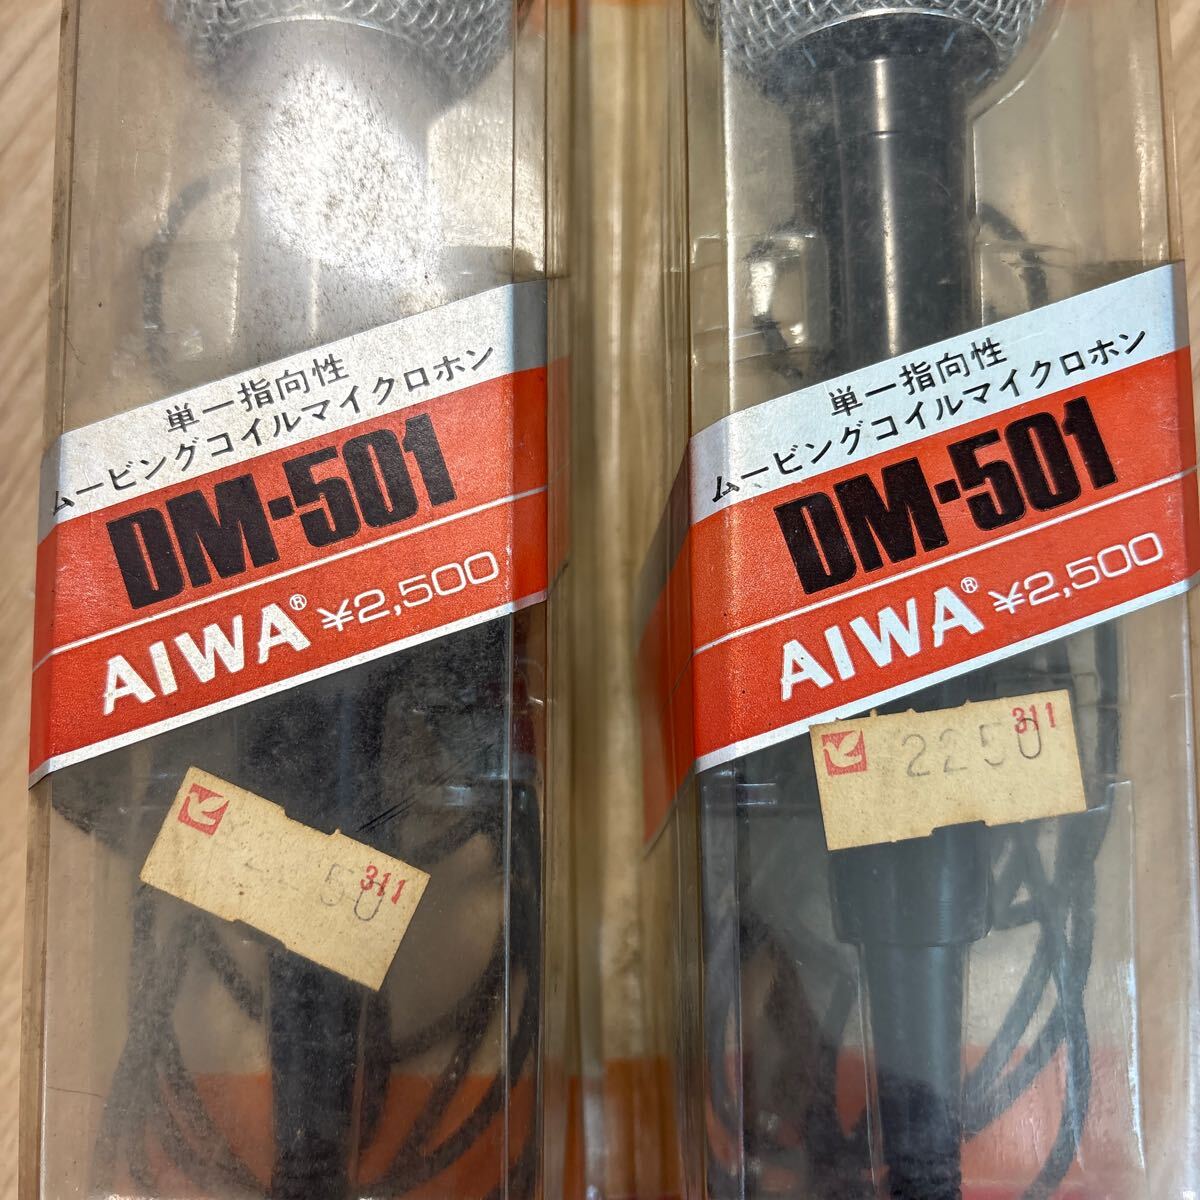 単一指向性
ムービングコイルマイクロホン
DM-501
AIWA® ¥2,500
50
311
単一指向性
ムービングコイルマイクロホン
DM-501
AIWA® ¥2,500
311
2250